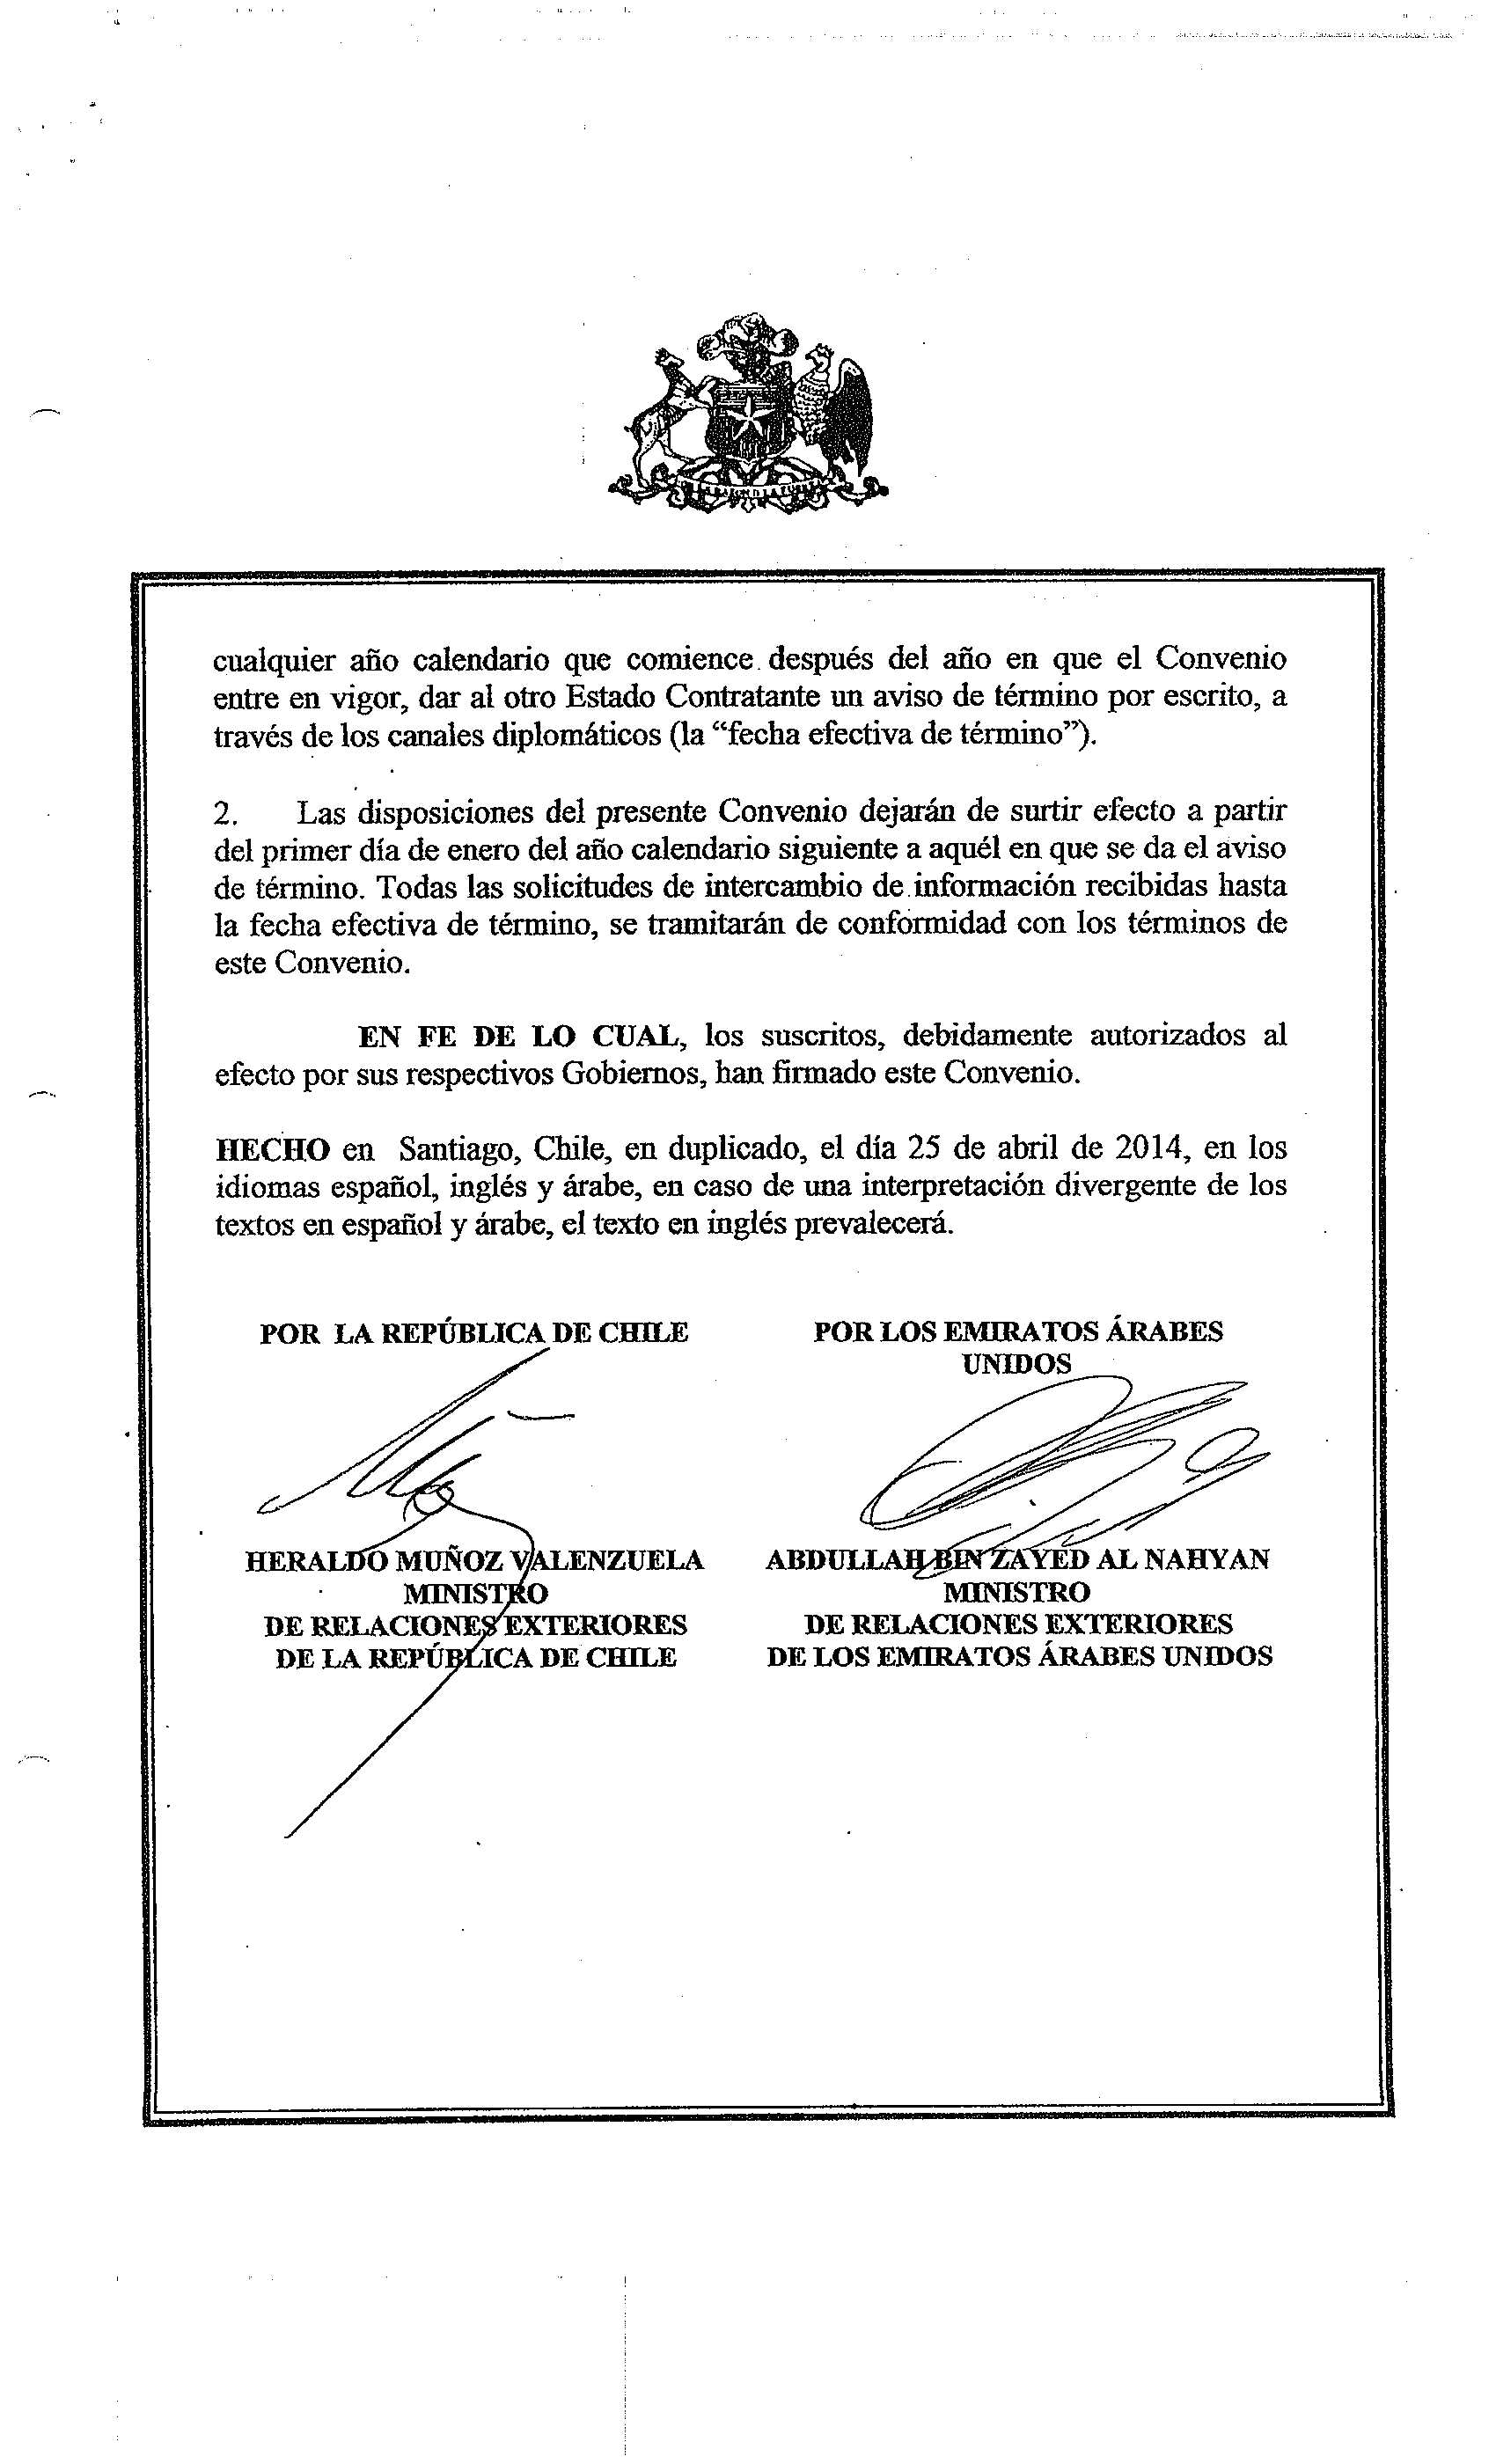 cualquier año calendario que comience después del año en que el Convenio
entre en vigor, dar al otro Estado Contratante un aviso de término por escrito, a
través de los canales diplomáticos (la “fecha efectiva de término”).
2. Las disposiciones del presente Convenio dejarán de surtir efecto a partir
del primer día de enero del año calendario siguiente a aquél en que se da el aviso
de término. Todas las solicitudes de intercambio de información recibidas hasta
la fecha efectiva de término, se tramitarán de conformidad con los términos de
este Convenio.
EN FE DE LO CUAL, los suscritos, debidamente autorizados al
efecto por sus respectivos Gobiernos, han firmado este Convenio.
HECHO en Santiago, Chile, en duplicado, el día 25 de abril de 2014, en los
idiomas español, inglés y árabe, en caso de una interpretación divergente de los
textos en español y árabe, el texto en inglés prevalecerá.
POR LA REPÚBLICA DE CHILE
HERALDO MUÑOZ VALENZUELA
MINISTRO
DE RELACIONES EXTERIORES
DE LA REPÚBLICA DE CHILE
POR LOS EMIRATOS ÁRABES
UNIDOS
ABDULLAH BIN ZAYED AL NAHYAN
MINISTRO
DE RELACIONES EXTERIORES
DE LOS EMIRATOS ÁRABES UNIDOS